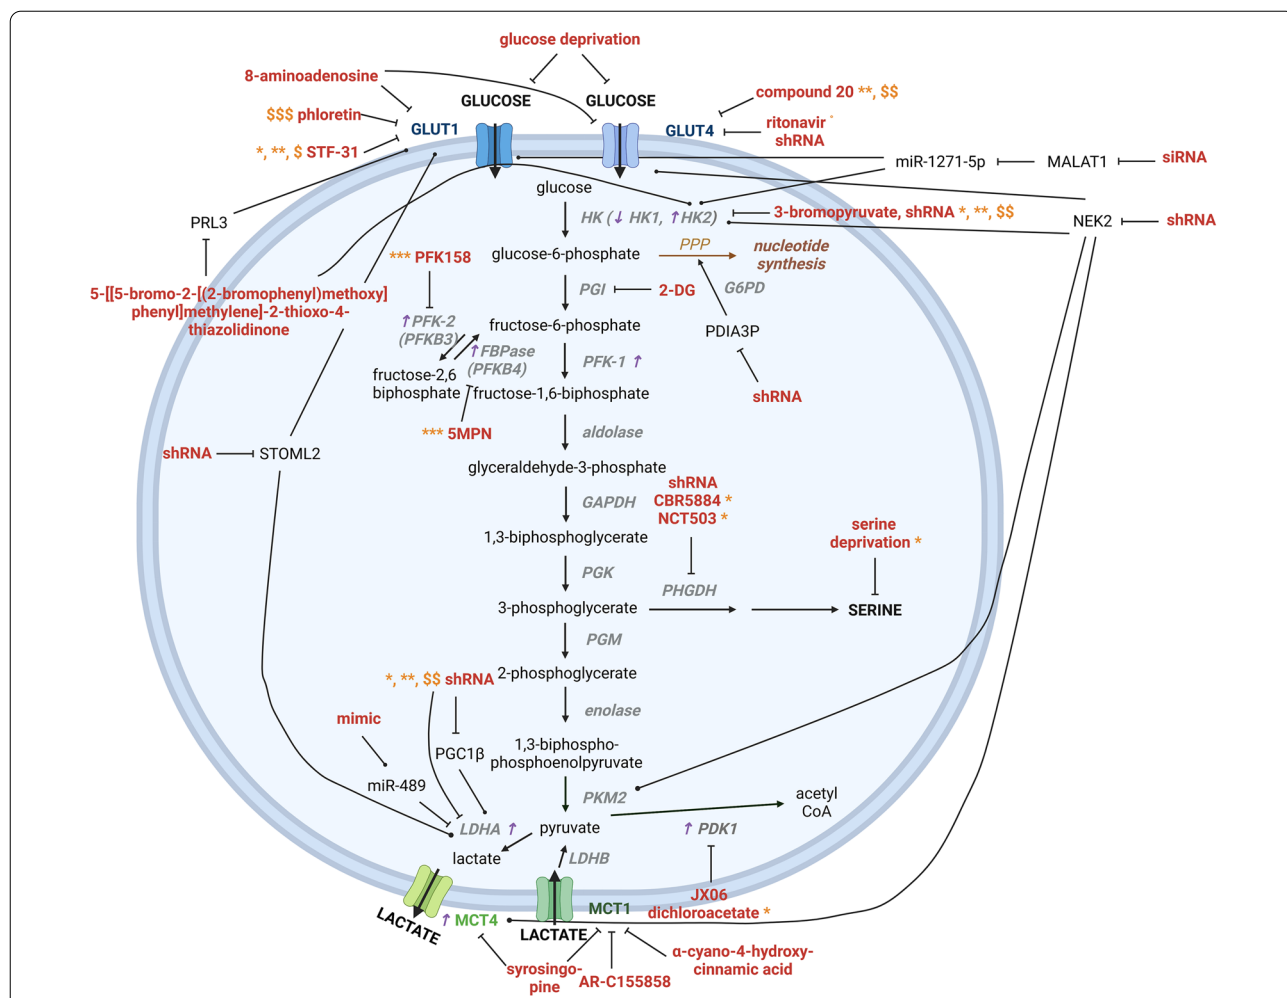 glucose deprivation
8-aminoadenosine
GLUCOSE
GLUCOSE
compound 20 **, $$
$$$ phloretin
GLUT1
GLUT4
ritonavir *
shRNA
*, **, $ STF-31
miR-1271-5p
MALAT1
siRNA
glucose
HK (↓ HK1, ↑HK2)
3-bromopyruvate, shRNA *, **, $$
PRL3
NEK2
shRNA
*** PFK158
glucose-6-phosphate
PPP
nucleotide
synthesis
5-[[5-bromo-2-[(2-bromophenyl)methoxy]
phenyl]methylene]-2-thioxo-4-
thiazolidinone
PGI
2-DG
G6PD
↑PFK-2
(PFKB3)
fructose-6-phosphate
PDIA3P
↑FBPase
(PFKB4)
PFK-1 ↑
fructose-2,6
biphosphate
fructose-1,6-biphosphate
shRNA
*** 5MPN
aldolase
shRNA
STOML2
glyceraldehyde-3-phosphate
shRNA
CBR5884 *
NCT503 *
GAPDH
serine
deprivation *
1,3-biphosphoglycerate
PGK
PHGDH
3-phosphoglycerate
SERINE
PGM
*, **, $$ shRNA
2-phosphoglycerate
mimic
enolase
PGC1β
1,3-biphospho-
phosphoenolpyruvate
miR-489
PKM2
acetyl
CoA
LDHA ↑
pyruvate
↑ PDK1
lactate
LDHB
JX06
dichloroacetate *
LACTATE
↑ MCT4
MCT1
LACTATE
α-cyano-4-hydroxy-
cinnamic acid
syrosingo-
pine
AR-C155858